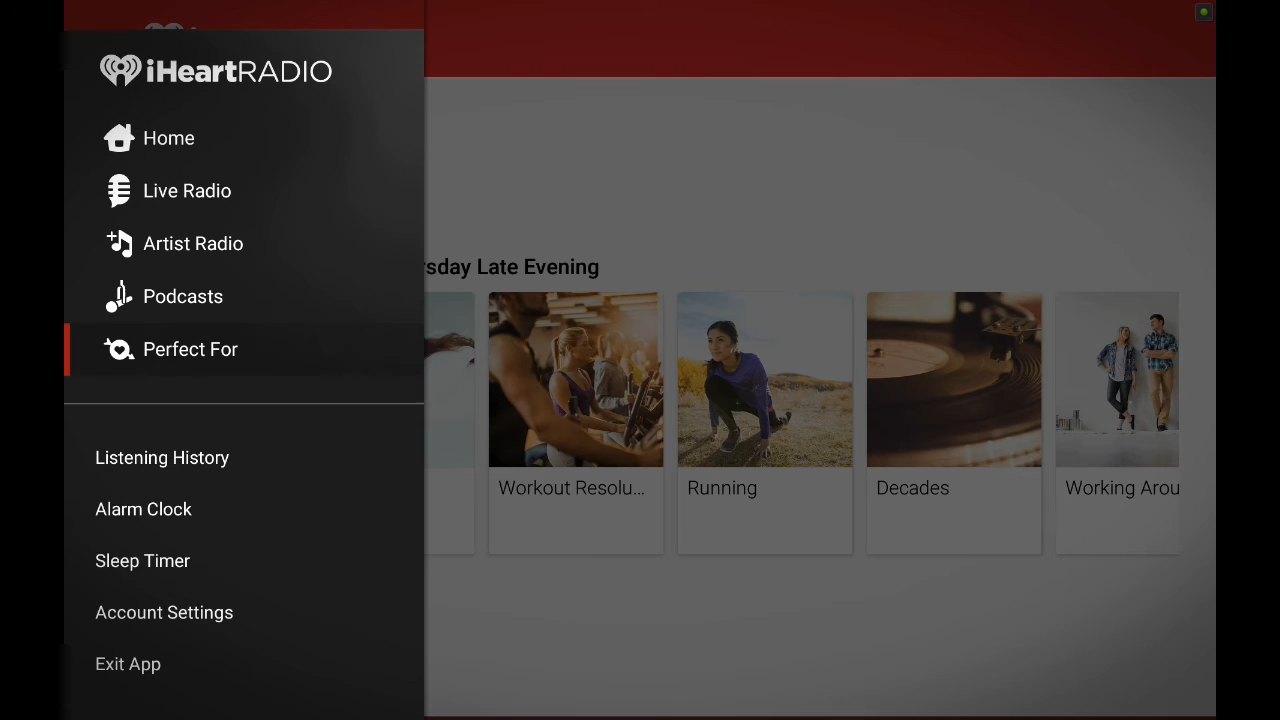 iHeartRADIO
Home
Live Radio
Artist Radio
Podcasts
Perfect For
Listening History
Alarm Clock
Sleep Timer
Account Settings
Exit App
rsday Late Evening
Workout Resolu...
Running
Decades
Working Arou